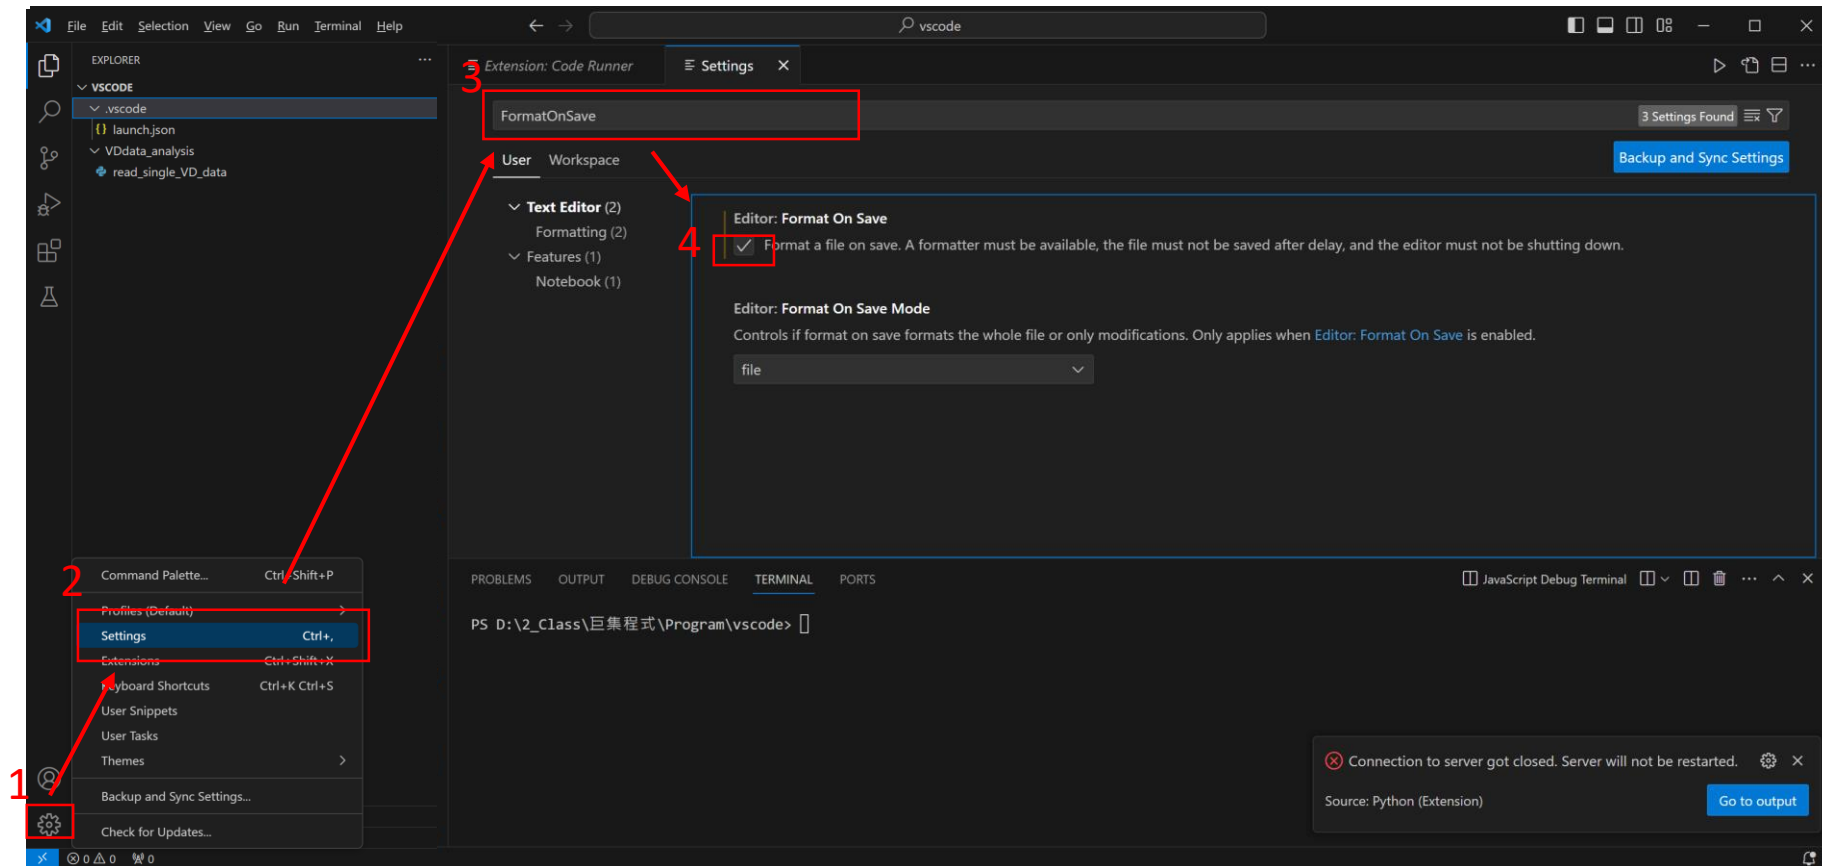 File Edit Selection View Go Run Terminal Help
vscode
EXPLORER
VSCODE
.vscode
launch.json
VDdata_analysis
read_single_VD_data
3
Extension: Code Runner
Settings
FormatOnSave
3 Settings Found
User Workspace
Backup and Sync Settings
Text Editor (2)
Formatting (2)
Features (1)
Notebook (1)
Editor: Format On Save
4
Format a file on save. A formatter must be available, the file must not be saved after delay, and the editor must not be shutting down.
Editor: Format On Save Mode
Controls if format on save formats the whole file or only modifications. Only applies when Editor: Format On Save is enabled.
file
2
Command Palette... Ctrl+Shift+P
Profiles (Default)
Settings Ctrl+,
Extensions Ctrl+Shift+X
Keyboard Shortcuts Ctrl+K Ctrl+S
User Snippets
User Tasks
Themes
Backup and Sync Settings...
Check for Updates...
1
PROBLEMS OUTPUT DEBUG CONSOLE TERMINAL PORTS
JavaScript Debug Terminal
PS D:\2_Class\巨集程式\Program\vscode>
Connection to server got closed. Server will not be restarted.
Source: Python (Extension)
Go to output
0 0 0